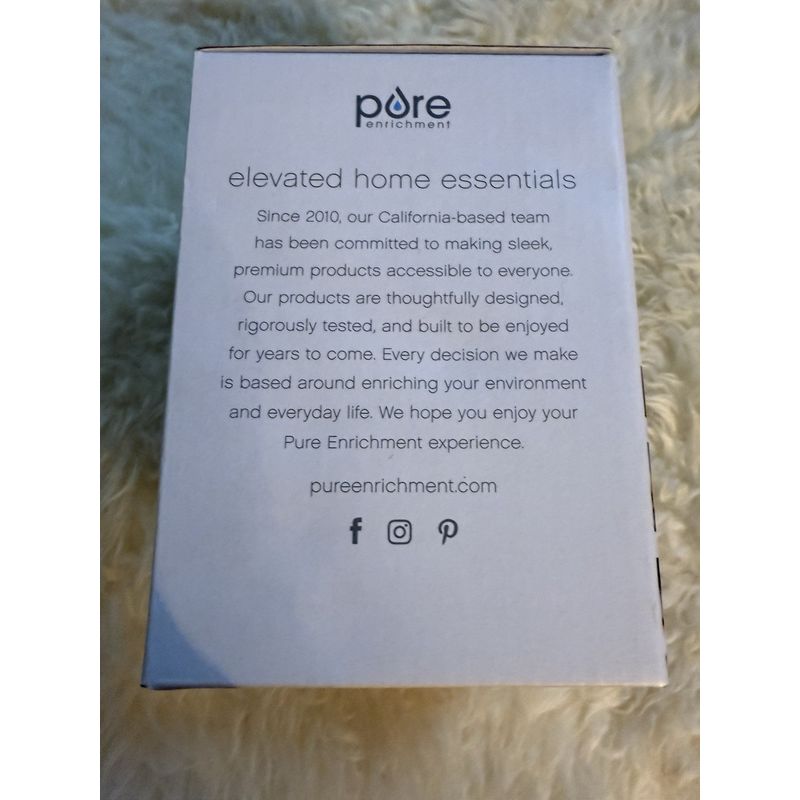 pure
enrichment
elevated home essentials
Since 2010, our California-based team
has been committed to making sleek,
premium products accessible to everyone.
Our products are thoughtfully designed,
rigorously tested, and built to be enjoyed
for years to come. Every decision we make
is based around enriching your environment
and everyday life. We hope you enjoy your
Pure Enrichment experience.
pureenrichment.com